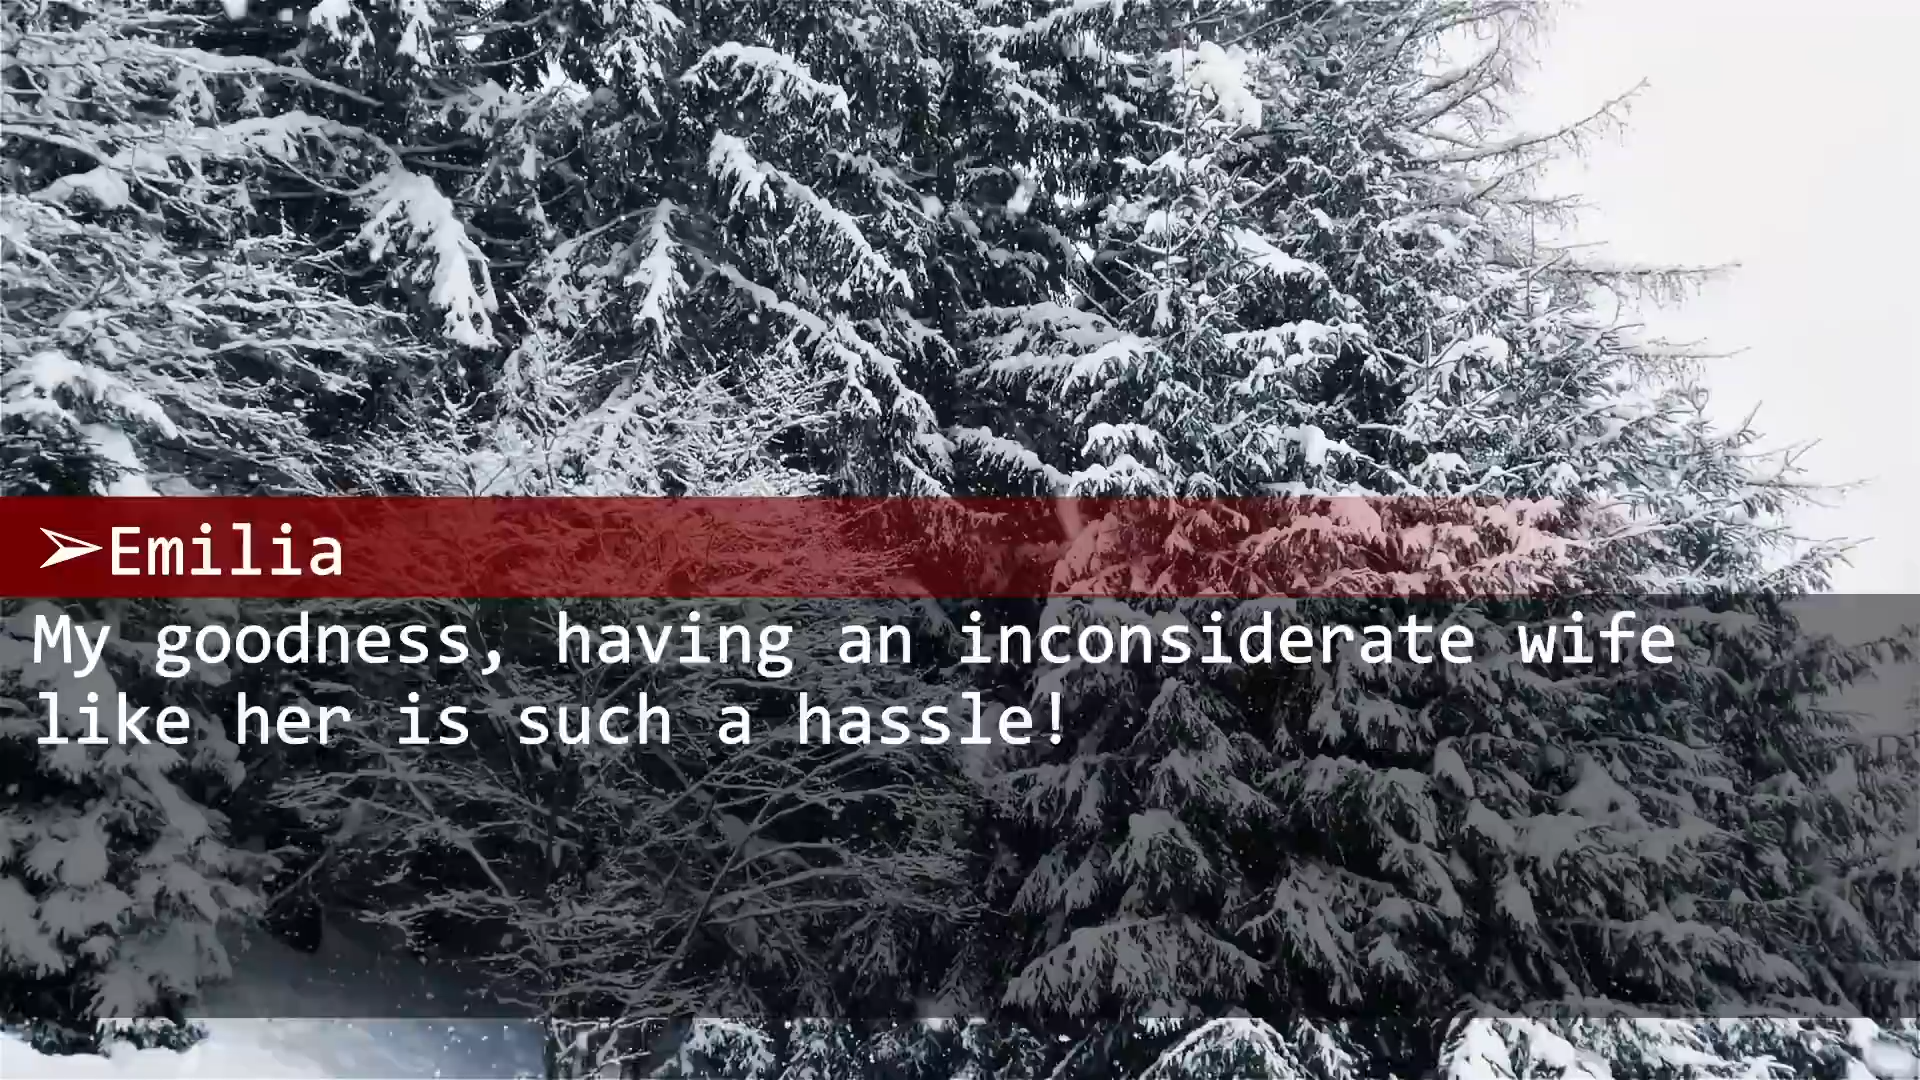 ➢Emilia
My goodness, having an inconsiderate wife
like her is such a hassle!